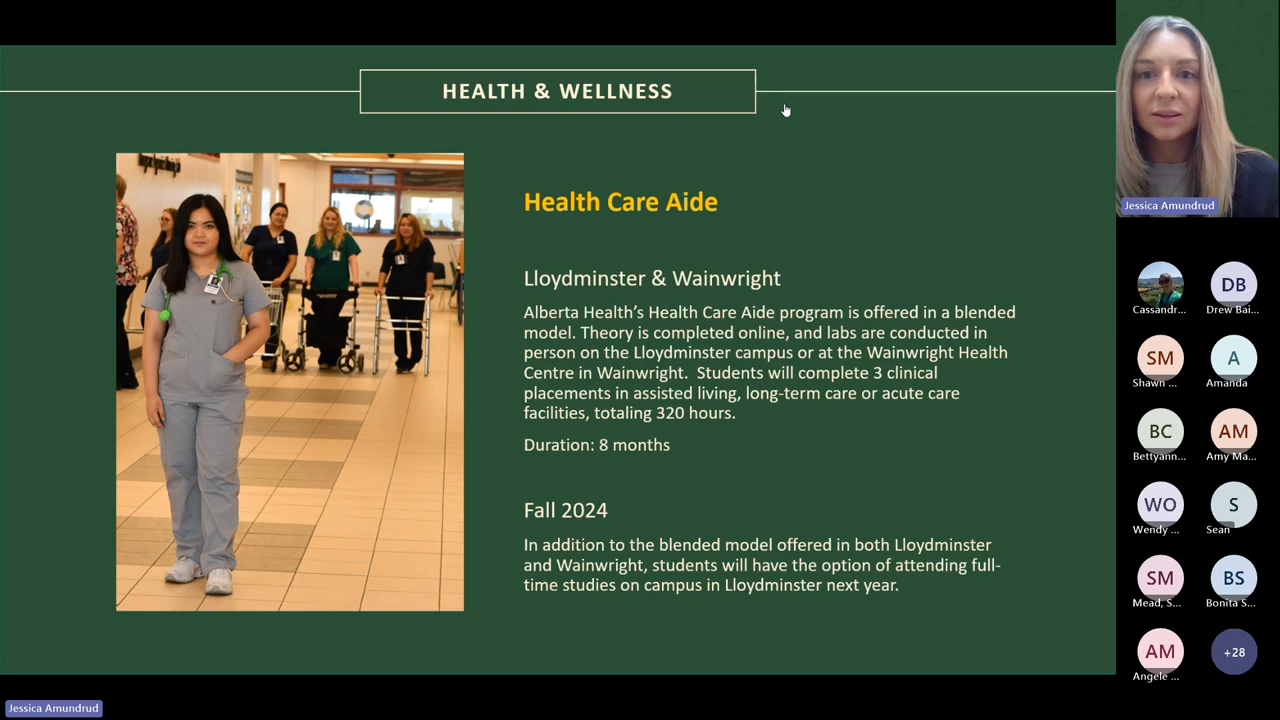 HEALTH & WELLNESS
Health Care Aide
Lloydminster & Wainwright
Alberta Health's Health Care Aide program is offered in a blended
model. Theory is completed online, and labs are conducted in
person on the Lloydminster campus or at the Wainwright Health
Centre in Wainwright.  Students will complete 3 clinical
placements in assisted living, long-term care or acute care
facilities, totaling 320 hours.
Duration: 8 months
Fall 2024
In addition to the blended model offered in both Lloydminster
and Wainwright, students will have the option of attending full-
time studies on campus in Lloydminster next year.
Jessica Amundrud
Cassandr...
DB
Drew Bai...
SM
Shawn ...
A
Amanda
BC
Bettyann...
AM
Amy Ma...
WO
Wendy ...
S
Sean
SM
Mead, S...
BS
Bonita S...
AM
Angele ...
+28
Jessica Amundrud